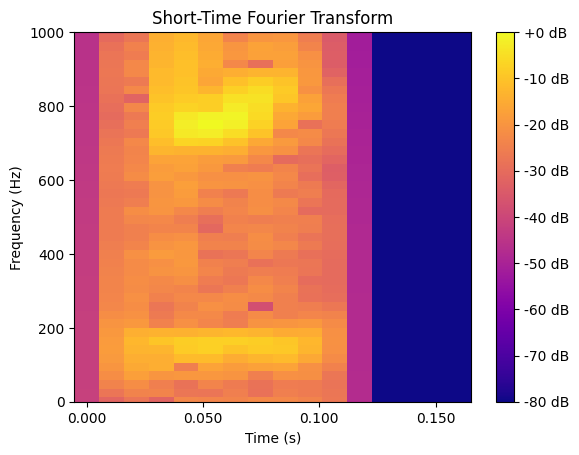 Short-Time Fourier Transform
Frequency (Hz)
1000
800
600
400
200
0
0.000
0.050
0.100
0.150
Time (s)
+0 dB
-10 dB
-20 dB
-30 dB
-40 dB
-50 dB
-60 dB
-70 dB
-80 dB